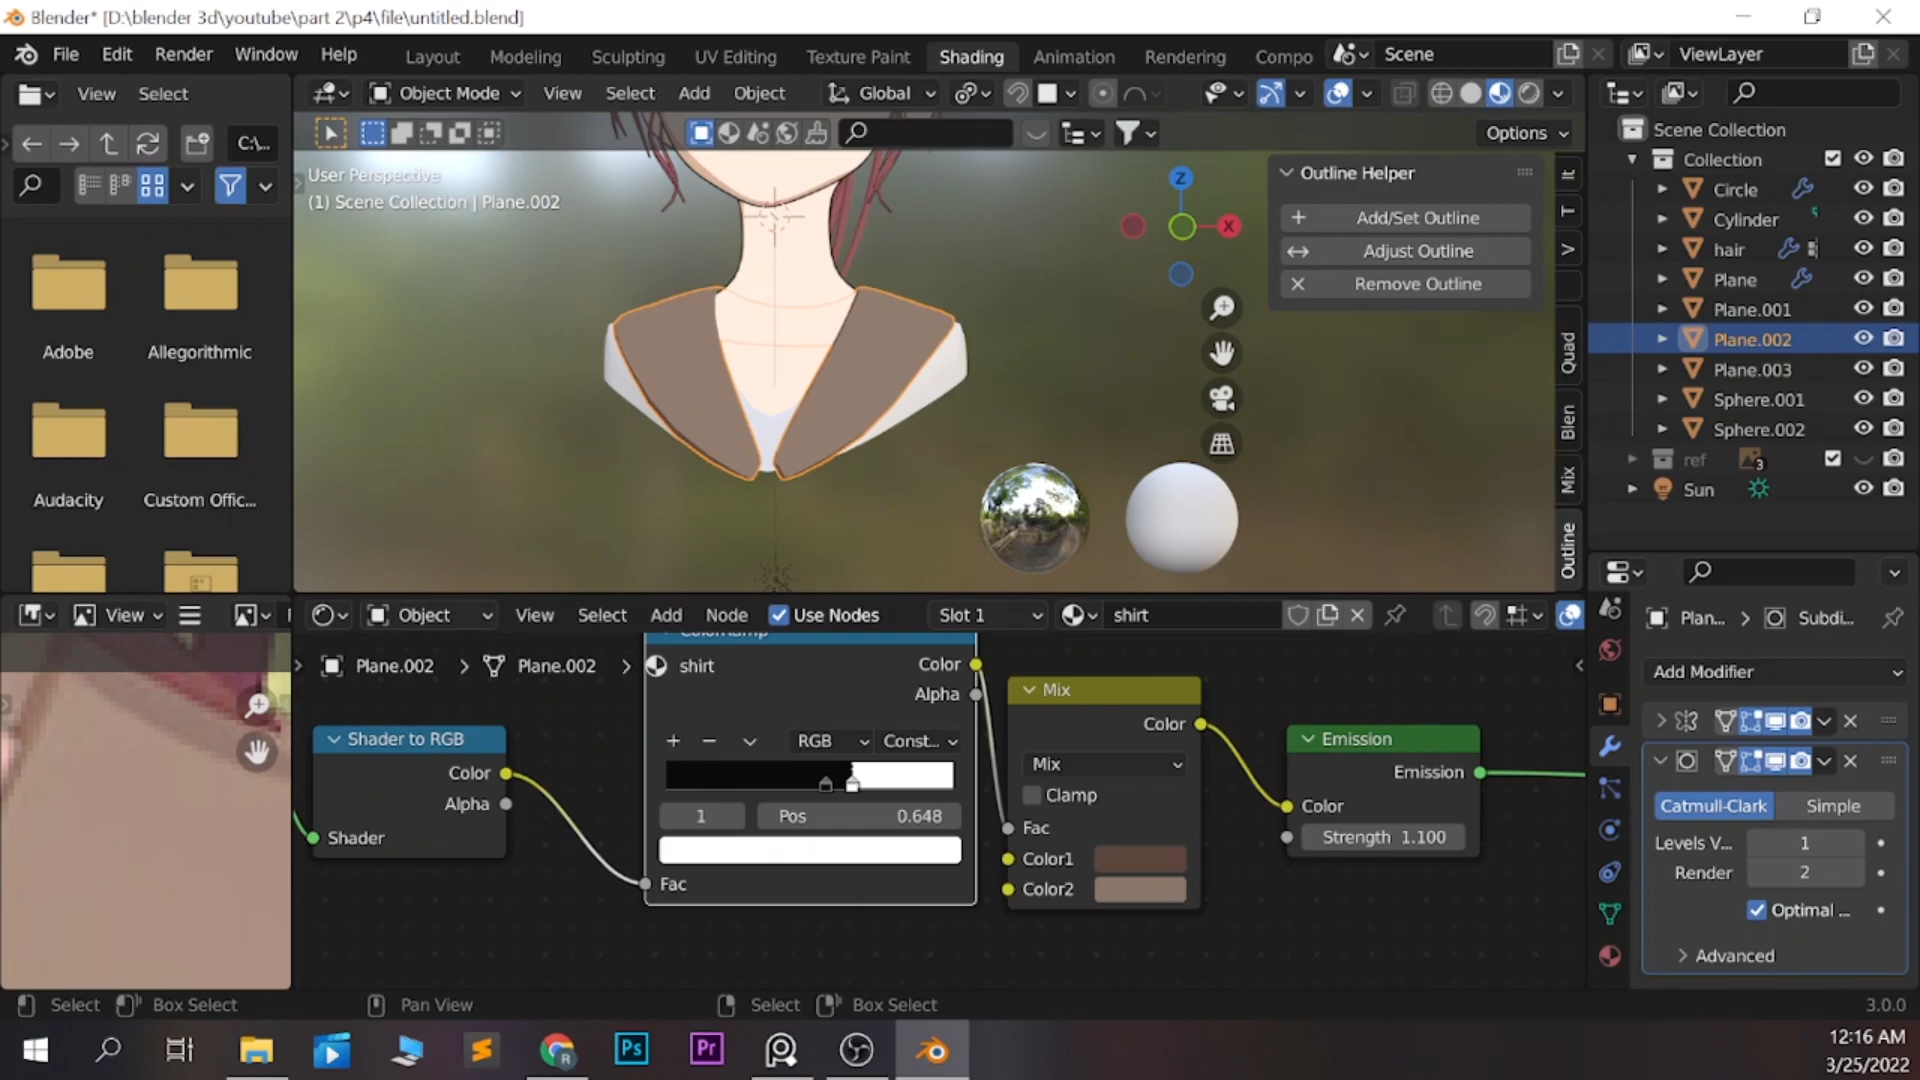 Blender* [D:\blender 3d\youtube\part 2\p4\file\untitled.blend]
File Edit Render Window Help Layout Modeling Sculpting UV Editing Texture Paint Shading Animation Rendering Compo Scene ViewLayer
View Select Object Mode View Select Add Object Global
C:\... Options
User Perspective
(1) Scene Collection | Plane.002
Z
X
Outline Helper
Add/Set Outline
Adjust Outline
Remove Outline
It
T
V
Quad
Blen
Mix
Outline
Scene Collection
Collection
Circle
Cylinder
hair
Plane
Plane.001
Plane.002
Plane.003
Sphere.001
Sphere.002
ref 3
Sun
Adobe Allegorithmic
Audacity Custom Offic...
View Object View Select Add Node Use Nodes Slot 1 shirt
Plane.002 > Plane.002 > shirt
Shader to RGB
Color
Alpha
Shader
Color
Alpha
RGB Const...
1 Pos 0.648
Fac
Mix
Color
Mix
Clamp
Fac
Color1
Color2
Emission
Emission
Color
Strength 1.100
Plan... > Subdi...
Add Modifier
Catmull-Clark Simple
Levels V... 1
Render 2
Optimal ...
Advanced
Select Box Select Pan View Select Box Select 3.0.0
R Ps Pr
12:16 AM
3/25/2022